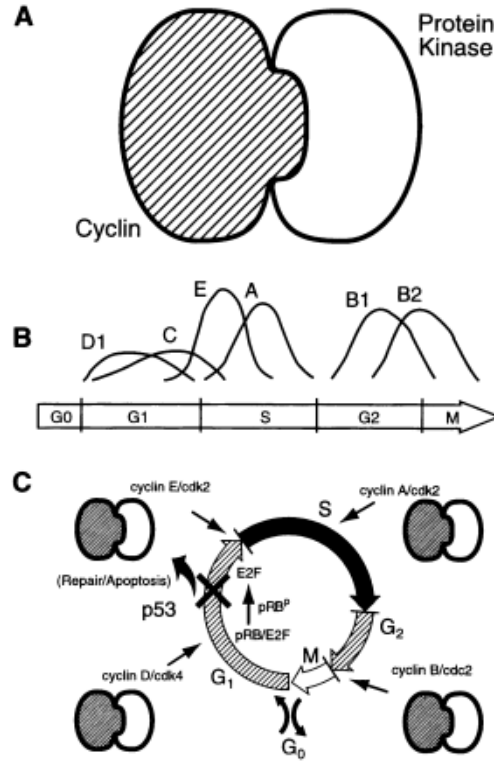 A
Protein
Kinase
Cyclin
B
D1 C E A B1 B2
G0 G1 S G2 M
C
cyclin E/cdk2
S
cyclin A/cdk2
(Repair/Apoptosis)
p53
E2F
pRBᴾ
pRB/E2F
G₂
cyclin D/cdk4
G₁
M
cyclin B/cdc2
G₀